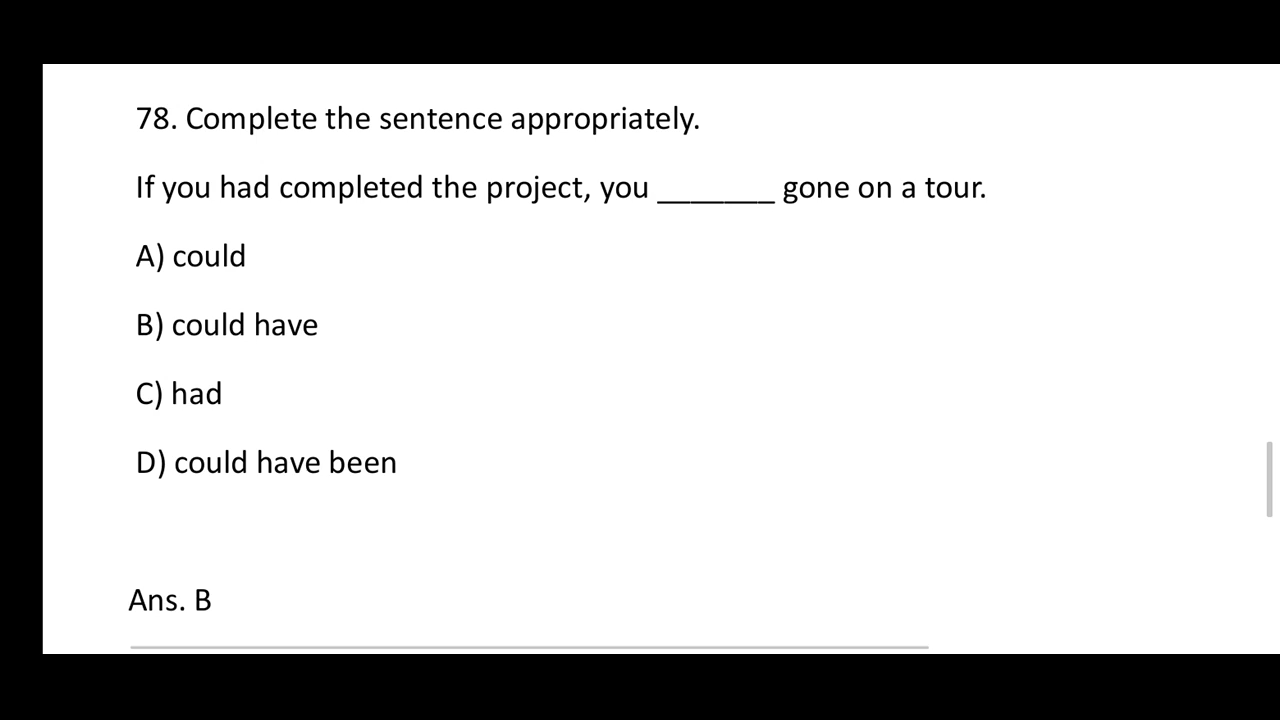 78. Complete the sentence appropriately.
If you had completed the project, you _______ gone on a tour.
A) could
B) could have
C) had
D) could have been
Ans. B